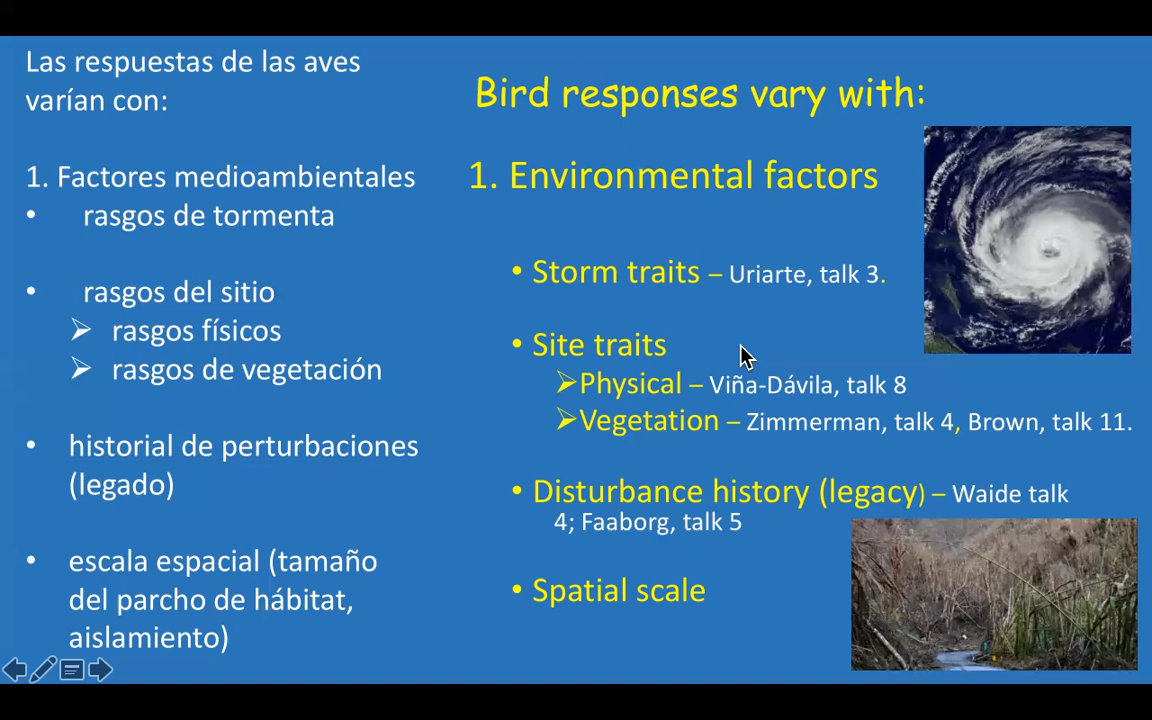 Las respuestas de las aves
varían con:
1. Factores medioambientales
• rasgos de tormenta
• rasgos del sitio
➢ rasgos físicos
➢ rasgos de vegetación
• historial de perturbaciones
(legado)
• escala espacial (tamaño
del parcho de hábitat,
aislamiento)
Bird responses vary with:
1. Environmental factors
• Storm traits – Uriarte, talk 3.
• Site traits
➢Physical – Viña-Dávila, talk 8
➢Vegetation – Zimmerman, talk 4, Brown, talk 11.
• Disturbance history (legacy) – Waide talk
4; Faaborg, talk 5
• Spatial scale